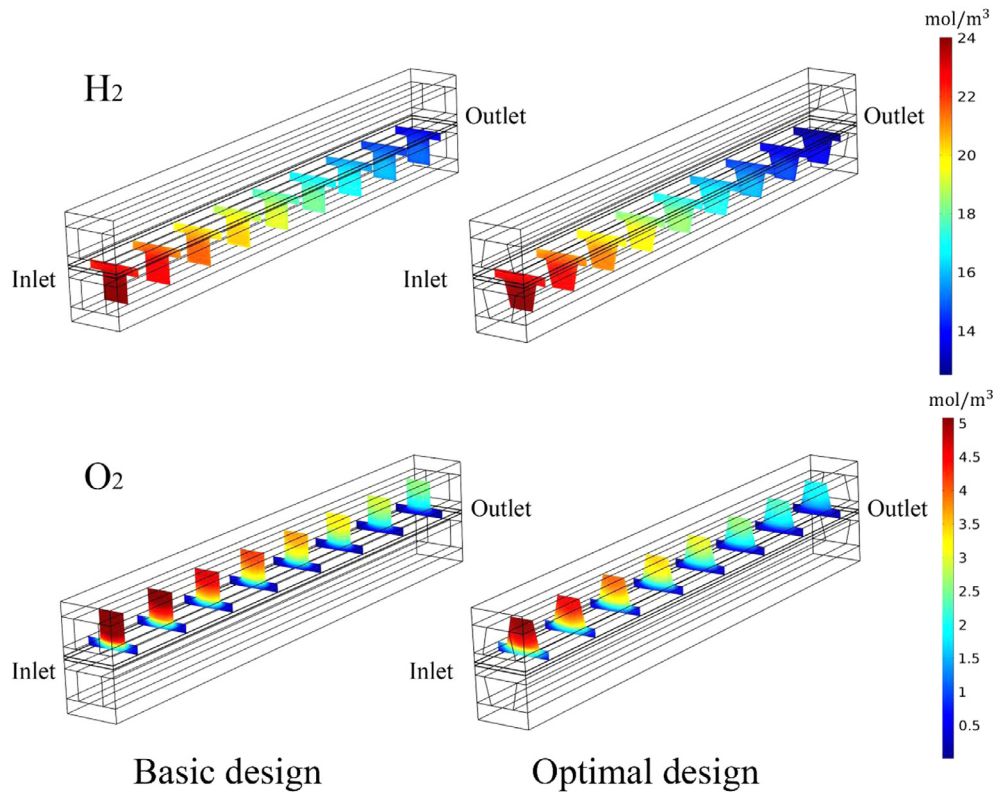 mol/m³
H₂
Outlet
Outlet
Inlet
Inlet
24
22
20
18
16
14
mol/m³
O₂
Outlet
Outlet
Inlet
Inlet
5
4.5
4
3.5
3
2.5
2
1.5
1
0.5
Basic design
Optimal design